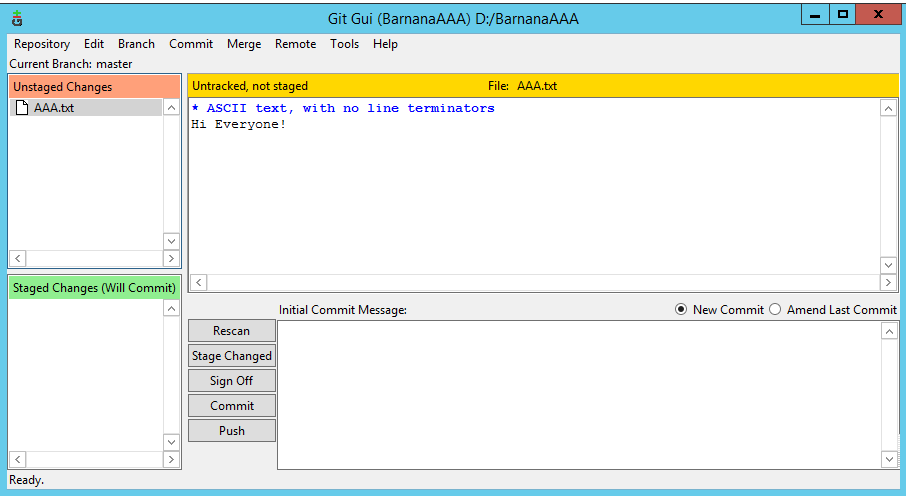 Git Gui (BarnanaAAA) D:/BarnanaAAA
Repository Edit Branch Commit Merge Remote Tools Help
Current Branch: master
Unstaged Changes
AAA.txt
Untracked, not staged File: AAA.txt
* ASCII text, with no line terminators
Hi Everyone!
Staged Changes (Will Commit)
Initial Commit Message: New Commit Amend Last Commit
Rescan
Stage Changed
Sign Off
Commit
Push
Ready.